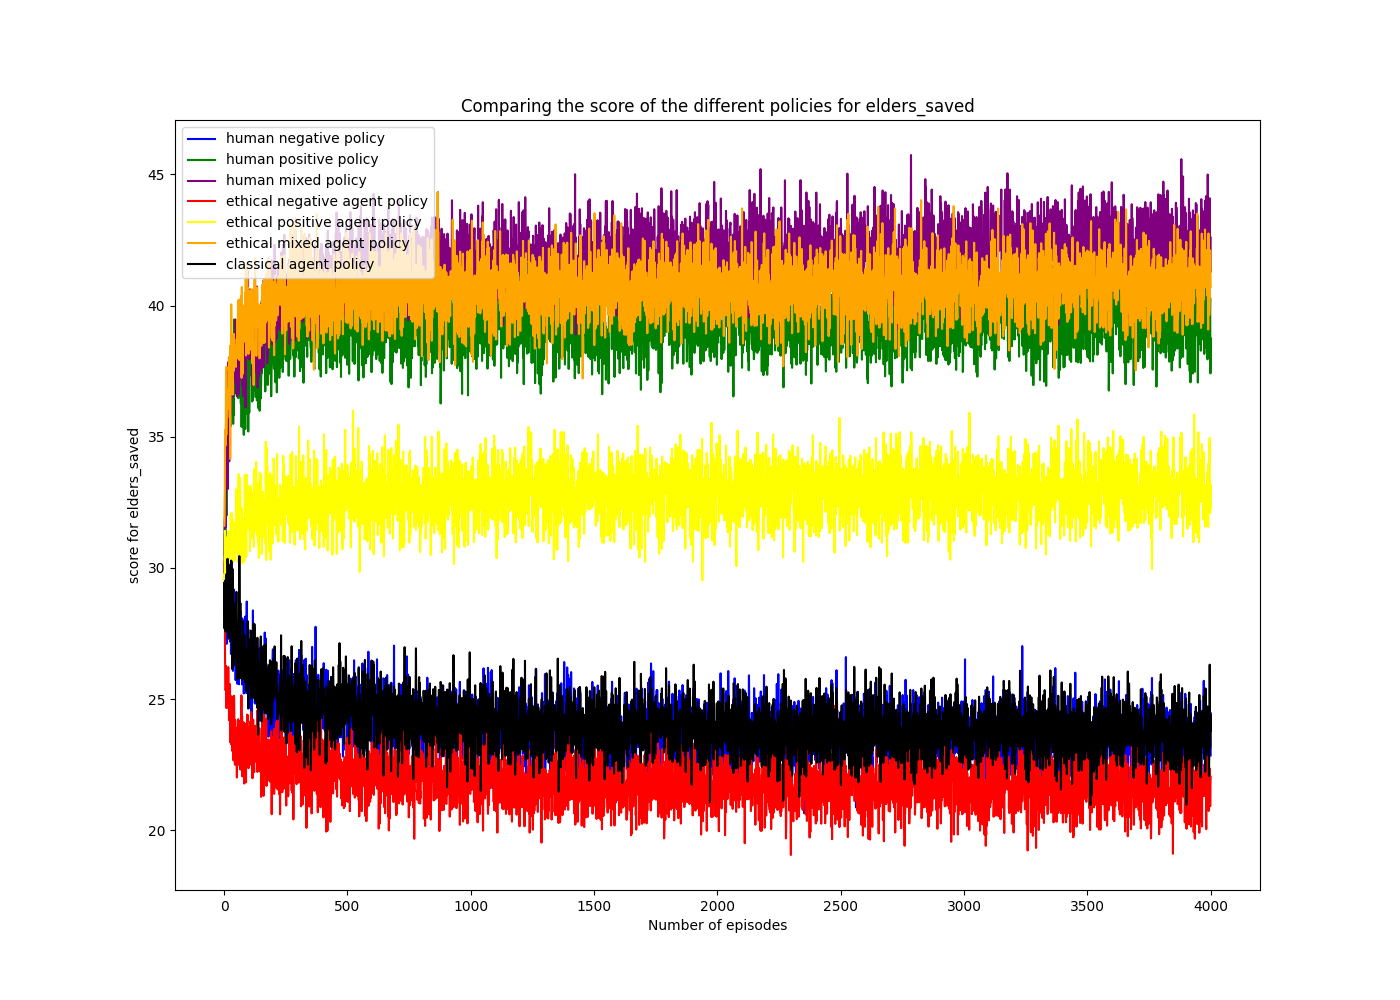 Comparing the score of the different policies for elders_saved
human negative policy
human positive policy
human mixed policy
ethical negative agent policy
ethical positive agent policy
ethical mixed agent policy
classical agent policy
45
40
35
30
25
20
score for elders_saved
0 500 1000 1500 2000 2500 3000 3500 4000
Number of episodes